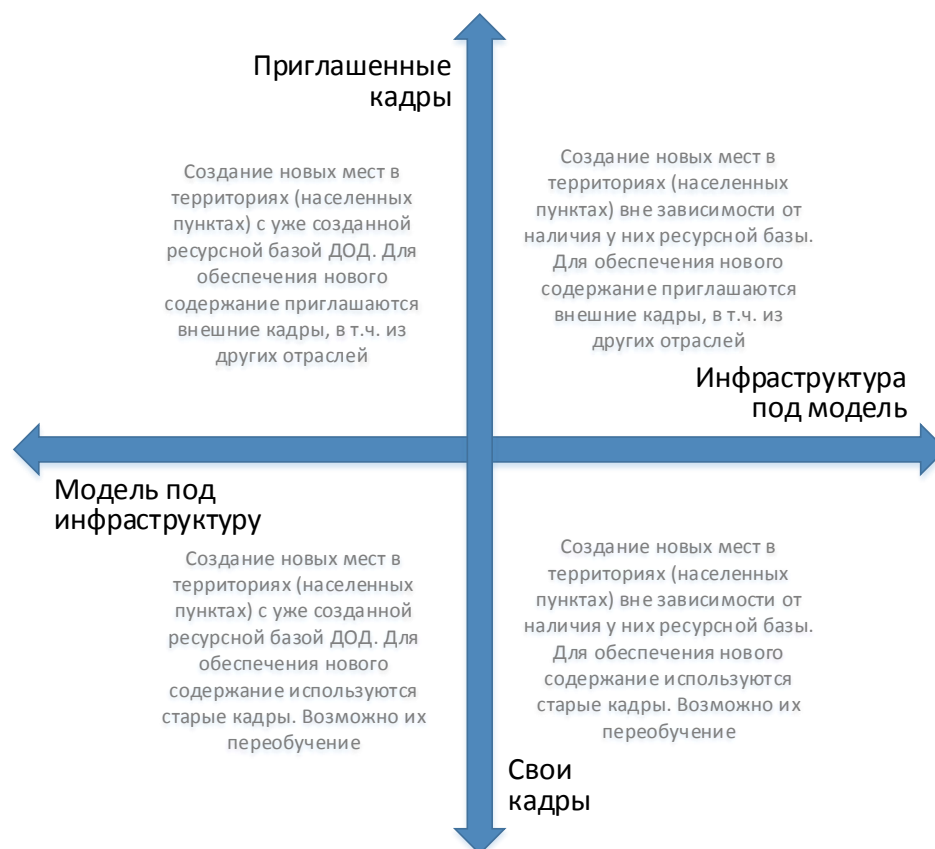 Приглашенные
кадры
Создание новых мест в
территориях (населенных
пунктах) с уже созданной
ресурсной базой ДОД. Для
обеспечения нового
содержание приглашаются
внешние кадры, в т.ч. из
других отраслей
Создание новых мест в
территориях (населенных
пунктах) вне зависимости от
наличия у них ресурсной базы.
Для обеспечения нового
содержание приглашаются
внешние кадры, в т.ч. из
других отраслей
Инфраструктура
под модель
Модель под
инфраструктуру
Создание новых мест в
территориях (населенных
пунктах) с уже созданной
ресурсной базой ДОД. Для
обеспечения нового
содержание используются
старые кадры. Возможно их
переобучение
Создание новых мест в
территориях (населенных
пунктах) вне зависимости от
наличия у них ресурсной базы.
Для обеспечения нового
содержание используются
старые кадры. Возможно их
переобучение
Свои
кадры